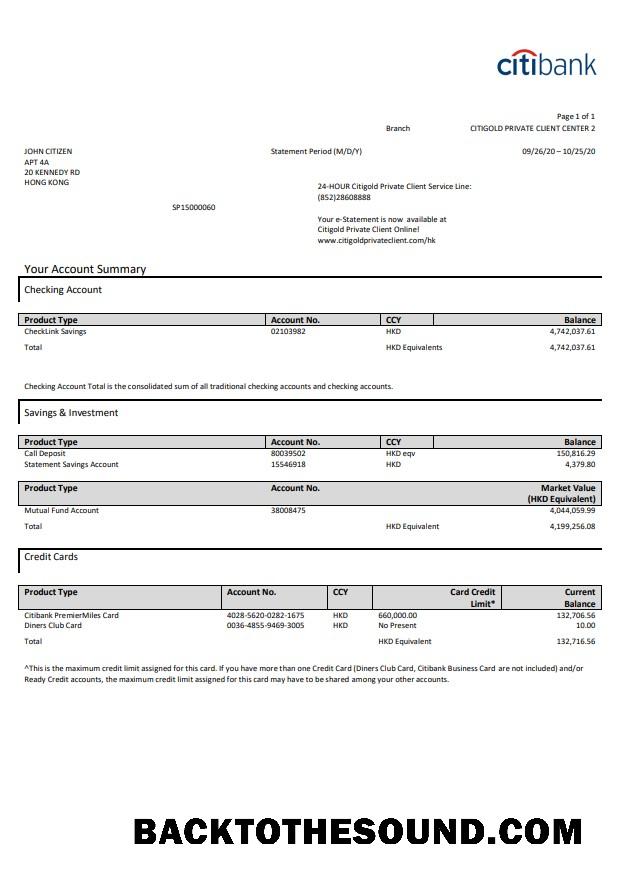 citibank
Page 1 of 1
Branch CITIGOLD PRIVATE CLIENT CENTER 2
JOHN CITIZEN Statement Period (M/D/Y) 09/26/20 – 10/25/20
APT 4A
20 KENNEDY RD
HONG KONG
24-HOUR Citigold Private Client Service Line:
(852)28608888
SP15000060
Your e-Statement is now available at
Citigold Private Client Online!
www.citigoldprivateclient.com/hk
Your Account Summary
Checking Account
Product Type Account No. CCY Balance
CheckLink Savings 02103982 HKD 4,742,037.61
Total HKD Equivalents 4,742,037.61
Checking Account Total is the consolidated sum of all traditional checking accounts and checking accounts.
Savings & Investment
Product Type Account No. CCY Balance
Call Deposit 80039502 HKD eqv 150,816.29
Statement Savings Account 15546918 HKD 4,379.80
Product Type Account No. Market Value
(HKD Equivalent)
Mutual Fund Account 38008475 4,044,059.99
Total HKD Equivalent 4,199,256.08
Credit Cards
Product Type Account No. CCY Card Credit Current
Limit* Balance
Citibank PremierMiles Card 4028-5620-0282-1675 HKD 660,000.00 132,706.56
Diners Club Card 0036-4855-9469-3005 HKD No Present 10.00
Total HKD Equivalent 132,716.56
^This is the maximum credit limit assigned for this card. If you have more than one Credit Card (Diners Club Card, Citibank Business Card are not included) and/or
Ready Credit accounts, the maximum credit limit assigned for this card may have to be shared among your other accounts.
BACKTOTHESOUND.COM